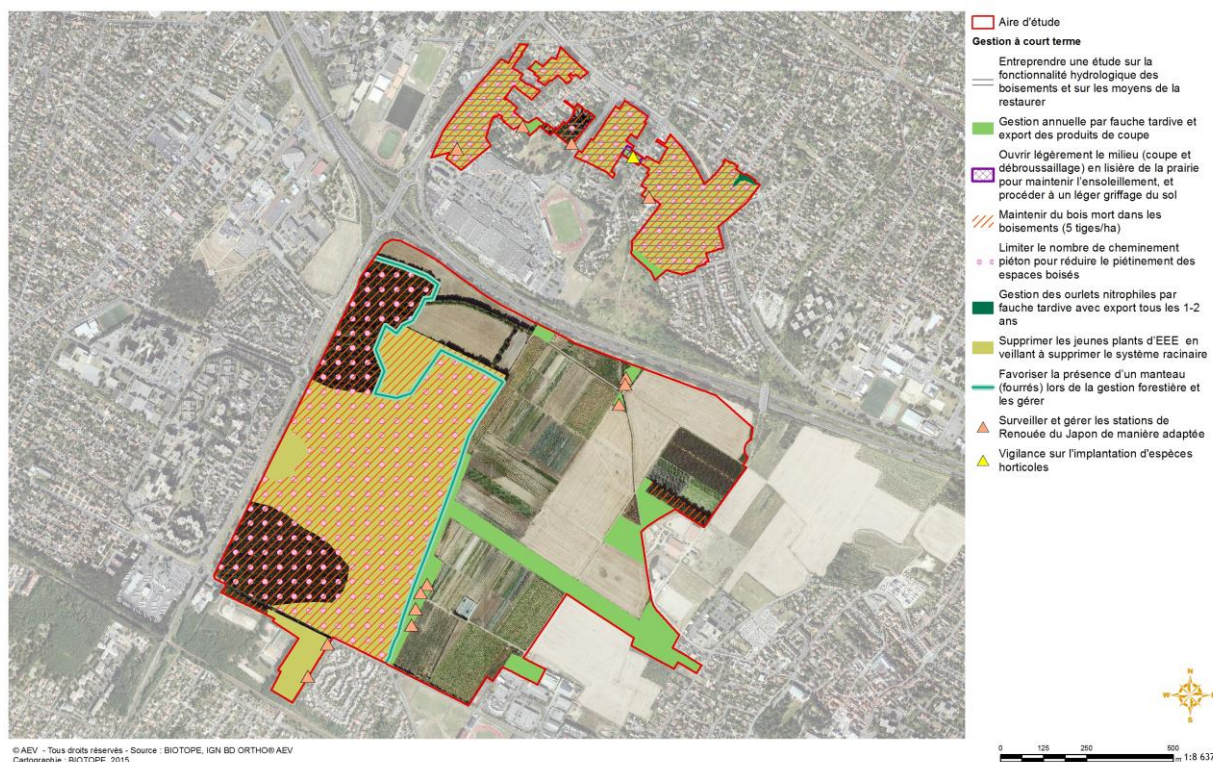 Aire d'étude
Gestion à court terme
Entreprendre une étude sur la
fonctionnalité hydrologique des
boisements et sur les moyens de la
restaurer
Gestion annuelle par fauche tardive et
export des produits de coupe
Ouvrir légèrement le milieu (coupe et
débroussaillage) en lisière de la prairie
pour maintenir l'ensoleillement, et
procéder à un léger griffage du sol
Maintenir du bois mort dans les
boisements (5 tiges/ha)
Limiter le nombre de cheminement
piéton pour réduire le piétinement des
espaces boisés
Gestion des ourlets nitrophiles par
fauche tardive avec export tous les 1-2
ans
Supprimer les jeunes plants d'EEE en
veillant à supprimer le système racinaire
Favoriser la présence d'un manteau
(fourrés) lors de la gestion forestière et
les gérer
Surveiller et gérer les stations de
Renouée du Japon de manière adaptée
Vigilance sur l'implantation d'espèces
horticoles
N
W E
S
0 125 250 500
m 1:8 637
© AEV - Tous droits réservés - Source : BIOTOPE, IGN BD ORTHO® AEV
Cartographie : BIOTOPE, 2015